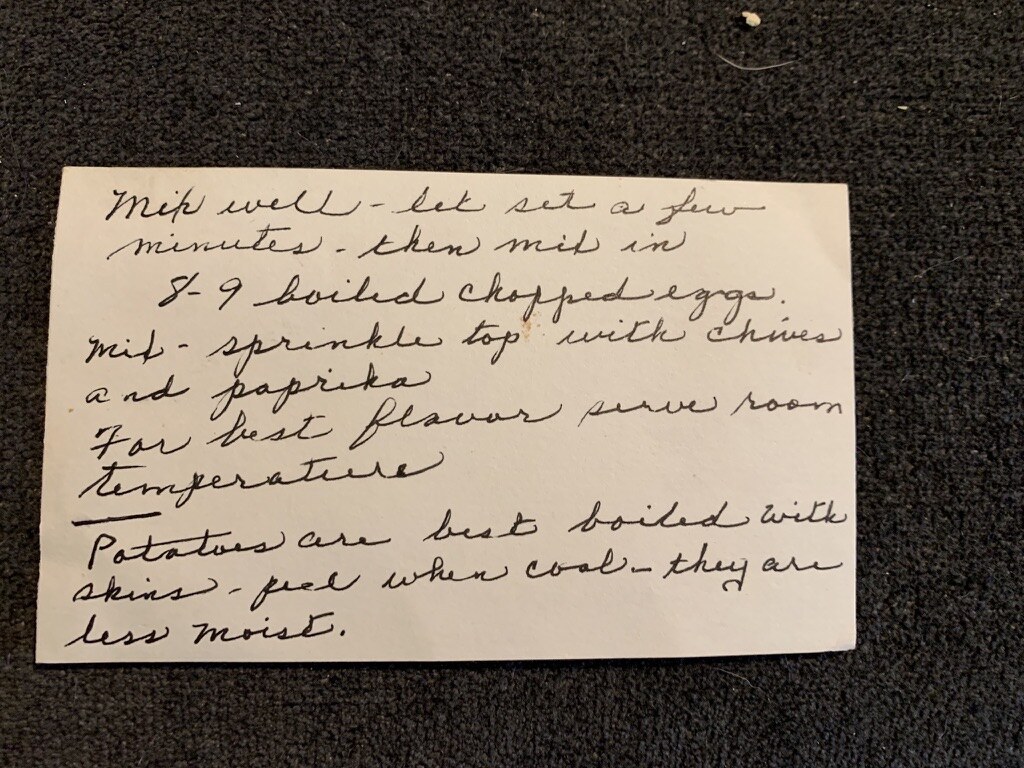 Mix well - let set a few
minutes - then mix in
8-9 boiled chopped eggs.
Mix - sprinkle top with chives
and paprika
For best flavor serve room
temperature
Potatoes are best boiled with
skins - peel when cool - they are
less moist.